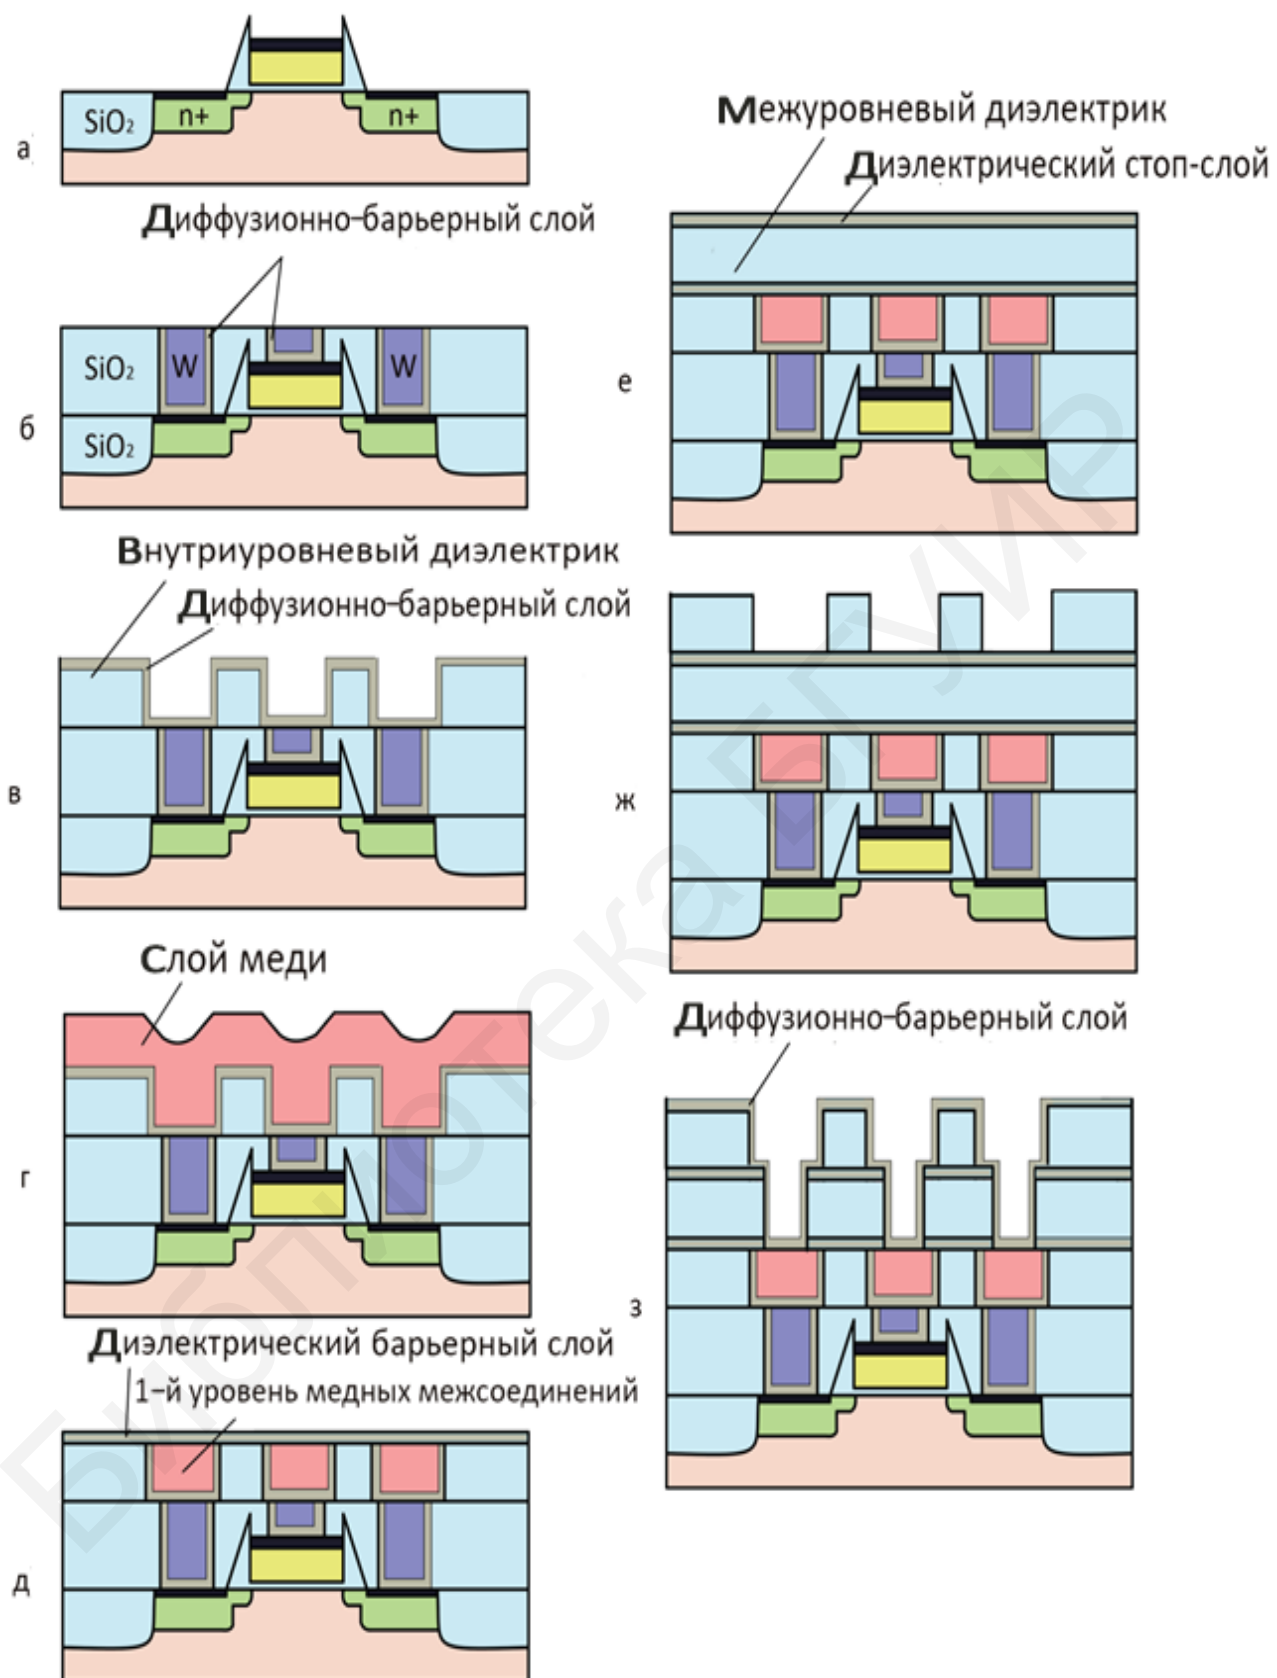 а
SiO₂
n+
n+
Диффузионно-барьерный слой
б
SiO₂
W
W
SiO₂
Внутриуровневый диэлектрик
Диффузионно-барьерный слой
в
Слой меди
г
Диэлектрический барьерный слой
1-й уровень медных межсоединений
д
Межуровневый диэлектрик
Диэлектрический стоп-слой
е
ж
Диффузионно-барьерный слой
з
Библиотека БГУИР